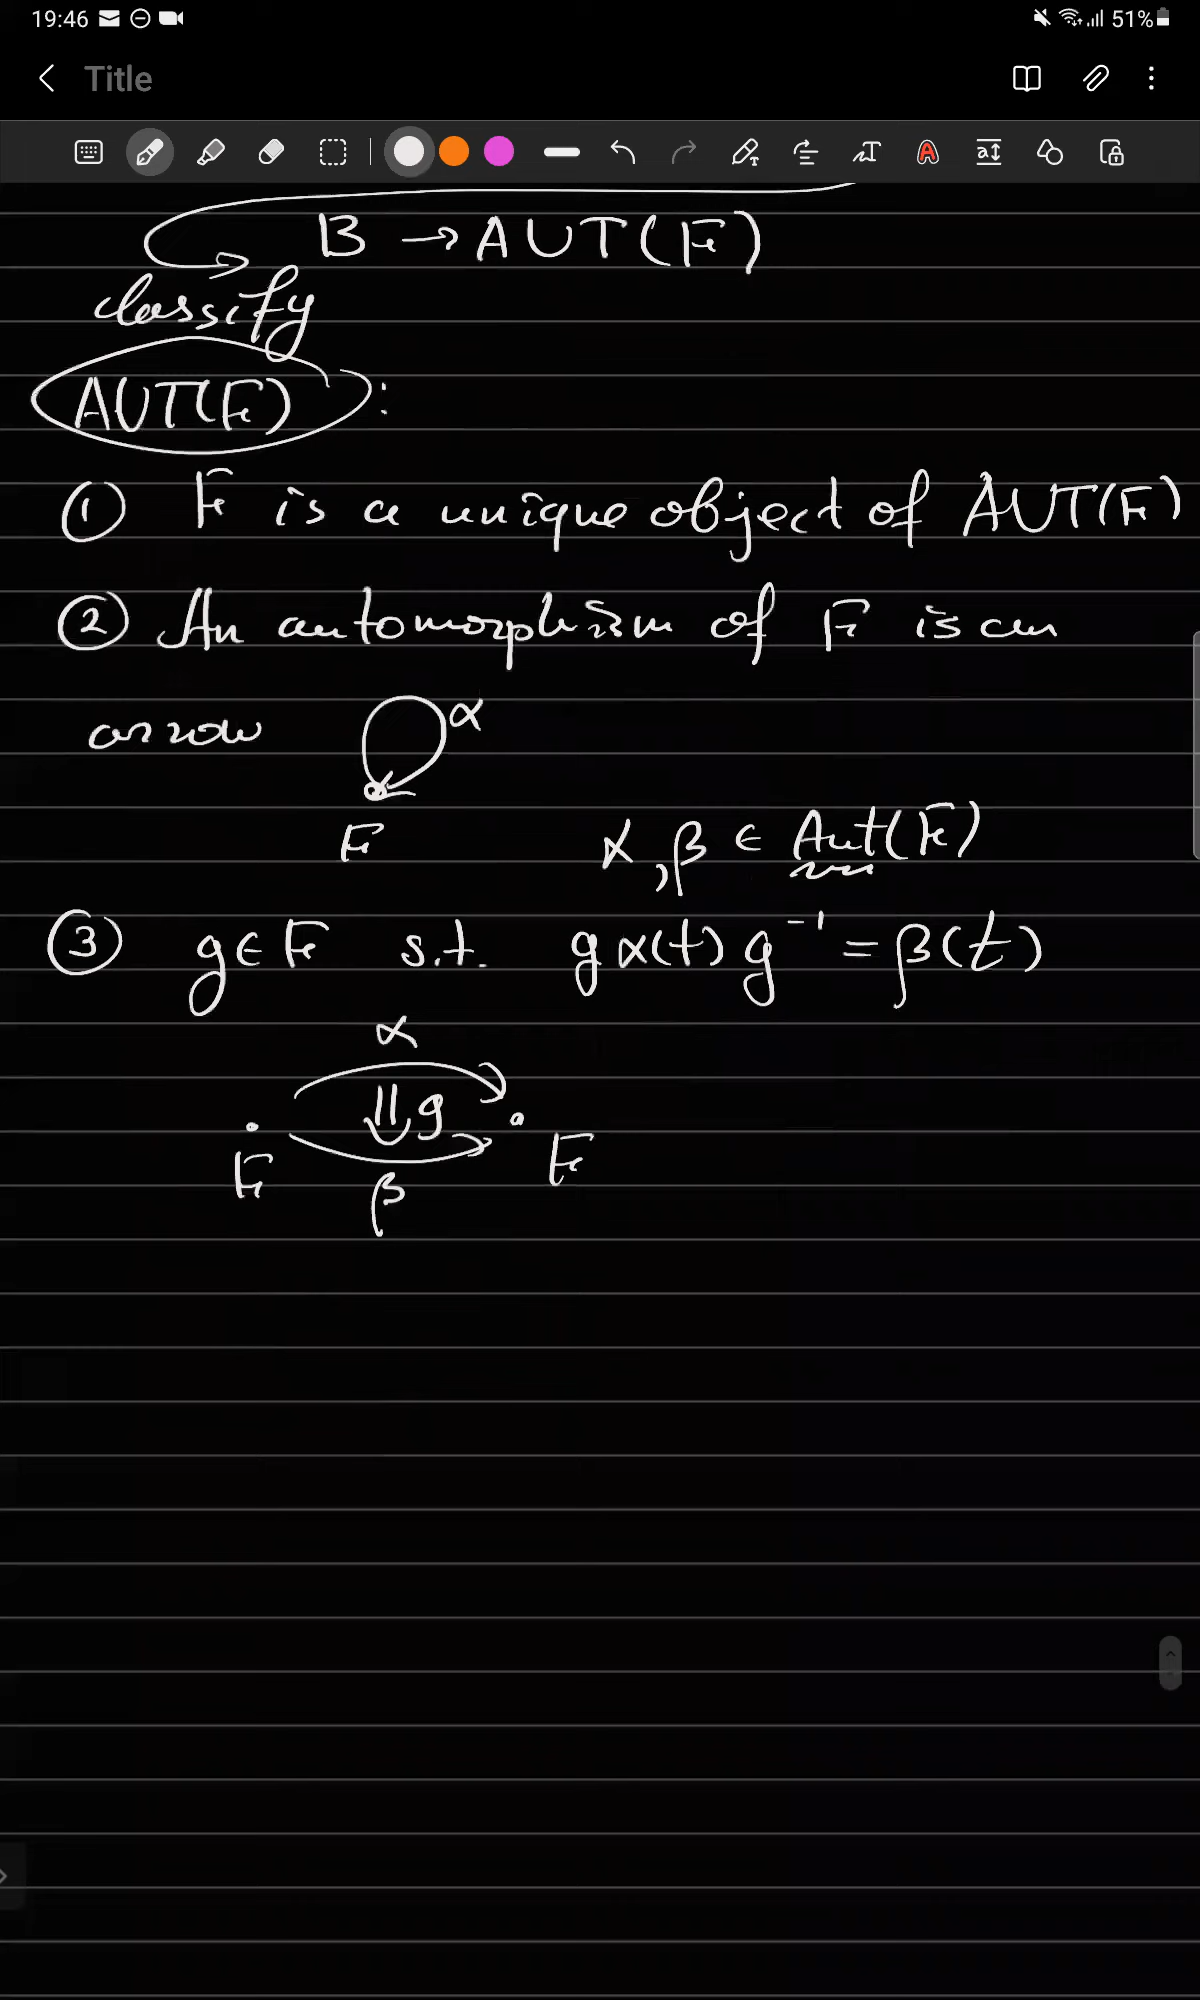 19:46 51%
Title
B → AUT(F)
classify
AUT(F) :
① F is a unique object of AUT(F)
② An automorphism of F is an
arrow α
F α, β ∈ Aut(F)
③ g ∈ F s.t. g α(t) g⁻¹ = β(t)
α
⇓ g
F F
β